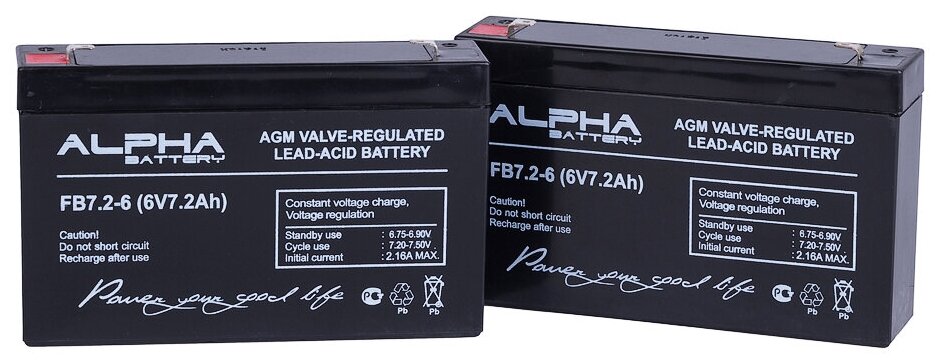 ALPHA
BATTERY
AGM VALVE-REGULATED
LEAD-ACID BATTERY
FB7.2-6 (6V7.2Ah)
Constant voltage charge,
Voltage regulation
Standby use : 6.75-6.90V
Cycle use : 7.20-7.50V
Initial current : 2.16A MAX.
Caution!
Do not short circuit
Recharge after use
Power your good life
Pb
Pb
ALPHA
BATTERY
AGM VALVE-REGULATED
LEAD-ACID BATTERY
FB7.2-6 (6V7.2Ah)
Constant voltage charge,
Voltage regulation
Standby use : 6.75-6.90V
Cycle use : 7.20-7.50V
Initial current : 2.16A MAX.
Caution!
Do not short circuit
Recharge after use
Power your good life
Pb
Pb